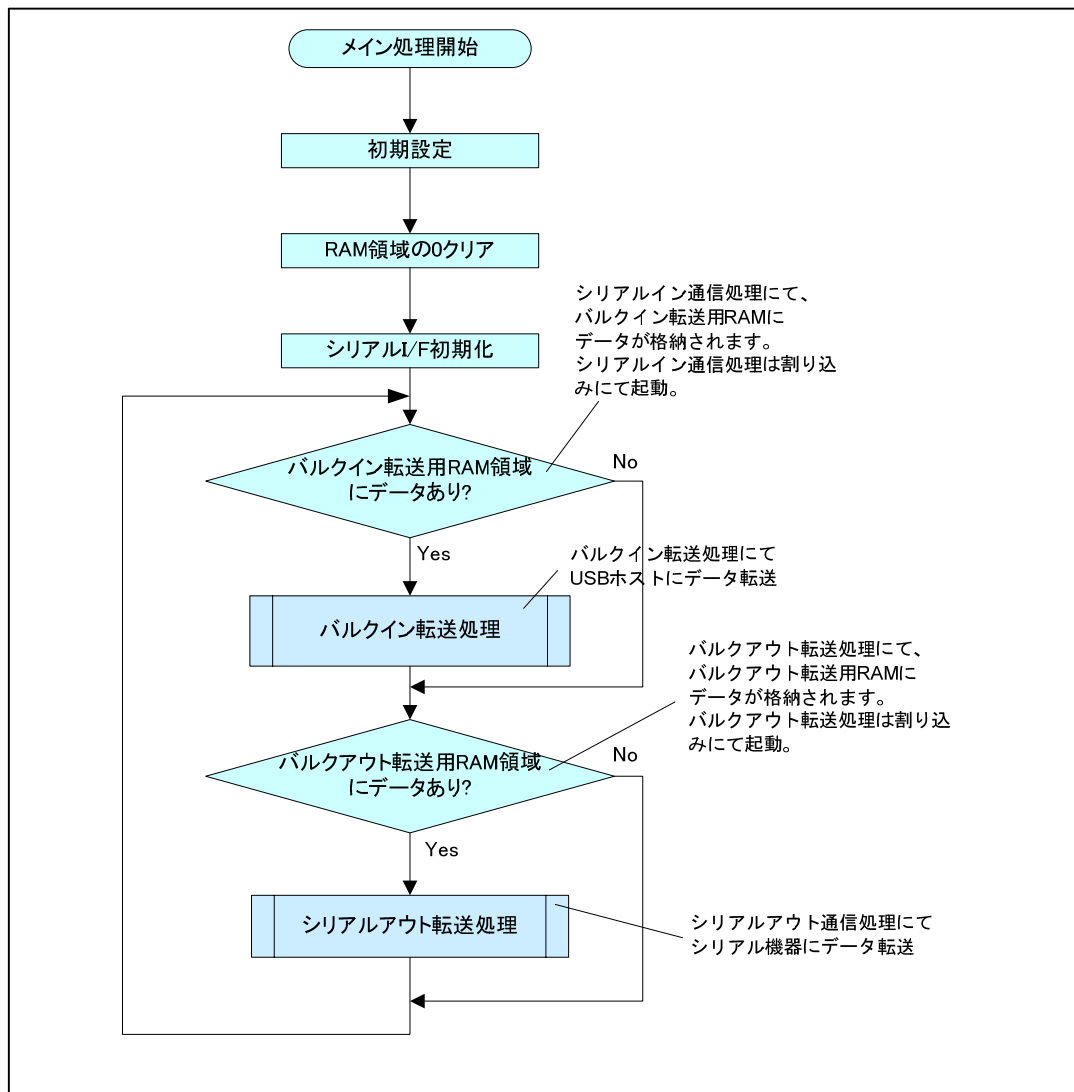 メイン処理開始
初期設定
RAM領域の0クリア
シリアルイン通信処理にて、
バルクイン転送用RAMに
データが格納されます。
シリアルイン通信処理は割り込
みにて起動。
シリアルI/F初期化
バルクイン転送用RAM領域
にデータあり?
No
Yes
バルクイン転送処理にて
USBホストにデータ転送
バルクイン転送処理
バルクアウト転送処理にて、
バルクアウト転送用RAMに
データが格納されます。
バルクアウト転送処理は割り込
みにて起動。
バルクアウト転送用RAM領域
にデータあり?
No
Yes
シリアルアウト転送処理
シリアルアウト通信処理にて
シリアル機器にデータ転送